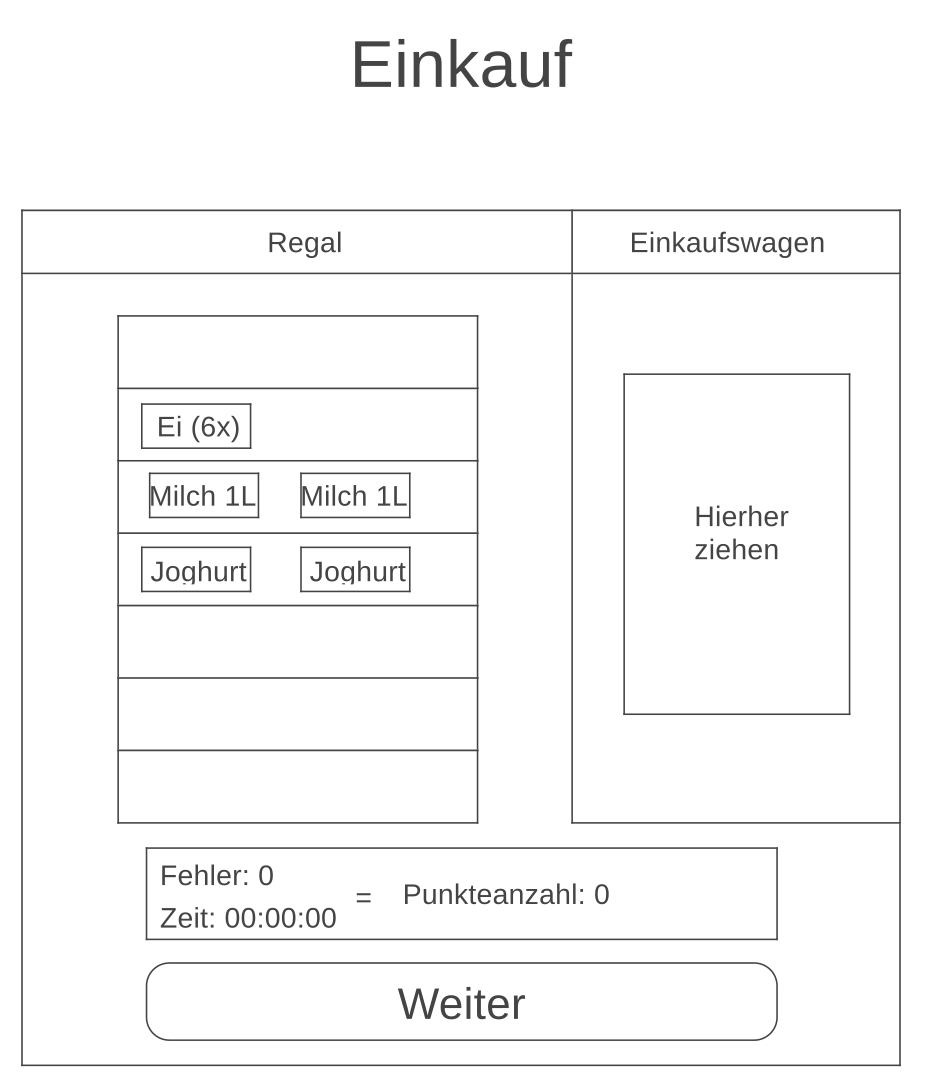 Einkauf
Regal
Einkaufswagen
Ei (6x)
Milch 1L
Milch 1L
Joghurt
Joghurt
Hierher
ziehen
Fehler: 0
Zeit: 00:00:00
=
Punkteanzahl: 0
Weiter